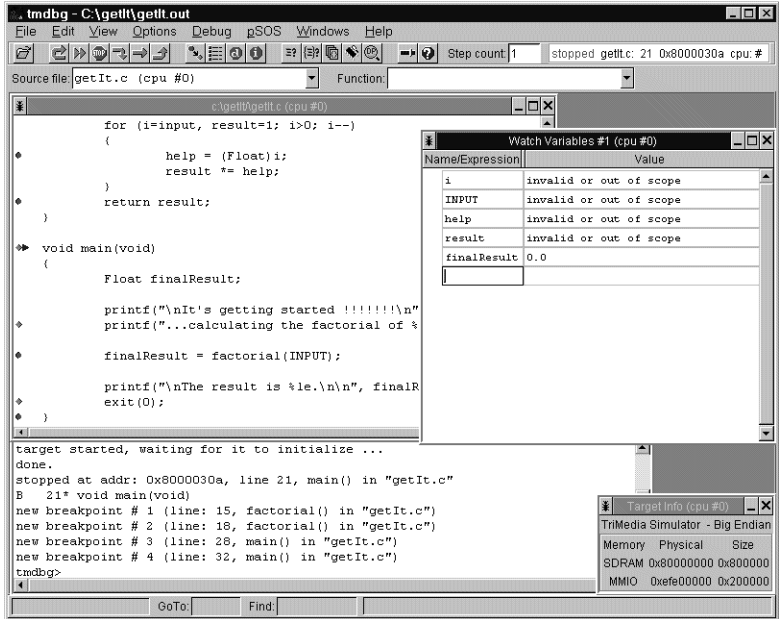 tmdbg - C:\getIt\getIt.out
File Edit View Options Debug pSOS Windows Help
Step count: 1
stopped getIt.c: 21 0x8000030a cpu: #
Source file: getIt.c (cpu #0)
Function:
c:\getIt\getIt.c (cpu #0)
for (i=input, result=1; i>0; i--)
{
help = (Float)i;
result *= help;
}
return result;
}
void main(void)
{
Float finalResult;
printf("\nIt's getting started !!!!!!!\n"
printf("...calculating the factorial of %
finalResult = factorial(INPUT);
printf("\nThe result is %le.\n\n", finalR
exit(0);
}
Watch Variables #1 (cpu #0)
Name/Expression Value
i invalid or out of scope
INPUT invalid or out of scope
help invalid or out of scope
result invalid or out of scope
finalResult 0.0
target started, waiting for it to initialize ...
done.
stopped at addr: 0x8000030a, line 21, main() in "getIt.c"
B 21* void main(void)
new breakpoint # 1 (line: 15, factorial() in "getIt.c")
new breakpoint # 2 (line: 18, factorial() in "getIt.c")
new breakpoint # 3 (line: 28, main() in "getIt.c")
new breakpoint # 4 (line: 32, main() in "getIt.c")
tmdbg>
Target Info (cpu #0)
TriMedia Simulator - Big Endian
Memory Physical Size
SDRAM 0x80000000 0x800000
MMIO 0xefe00000 0x200000
GoTo: Find: